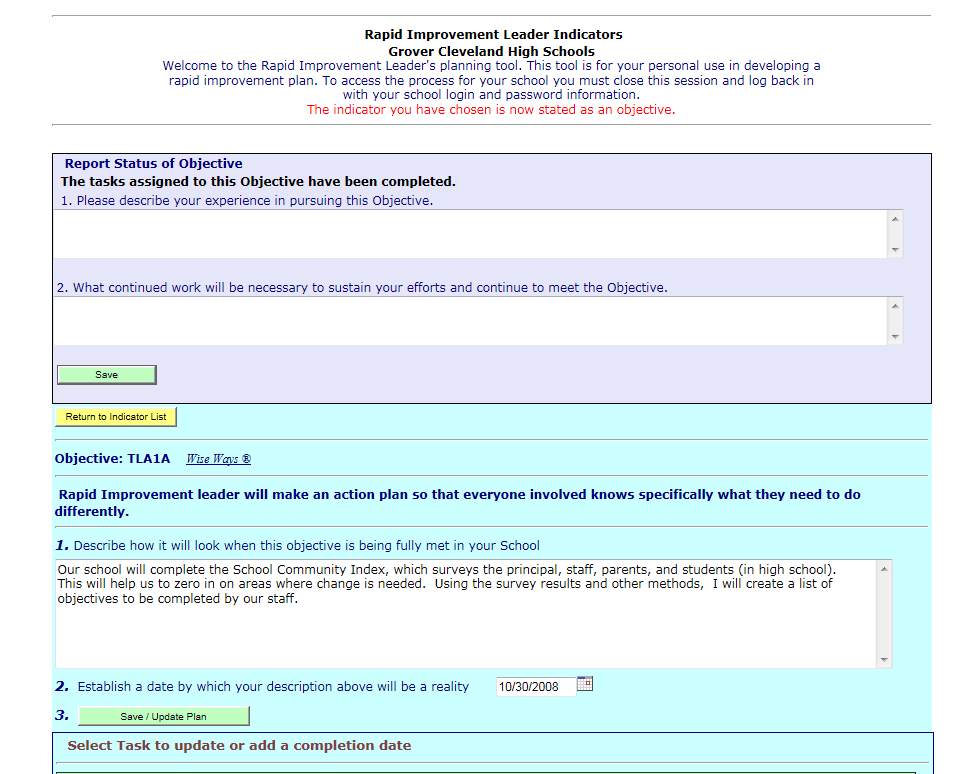 Rapid Improvement Leader Indicators
Grover Cleveland High Schools
Welcome to the Rapid Improvement Leader's planning tool. This tool is for your personal use in developing a
rapid improvement plan. To access the process for your school you must close this session and log back in
with your school login and password information.
The indicator you have chosen is now stated as an objective.
Report Status of Objective
The tasks assigned to this Objective have been completed.
1. Please describe your experience in pursuing this Objective.
2. What continued work will be necessary to sustain your efforts and continue to meet the Objective.
Save
Return to Indicator List
Objective: TLA1A Wise Ways ®
Rapid Improvement leader will make an action plan so that everyone involved knows specifically what they need to do
differently.
1. Describe how it will look when this objective is being fully met in your School
Our school will complete the School Community Index, which surveys the principal, staff, parents, and students (in high school).
This will help us to zero in on areas where change is needed. Using the survey results and other methods, I will create a list of
objectives to be completed by our staff.
2. Establish a date by which your description above will be a reality 10/30/2008
3. Save / Update Plan
Select Task to update or add a completion date